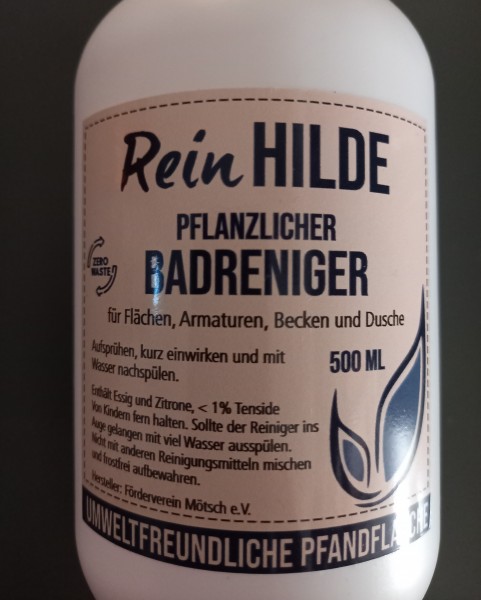 Rein HILDE
PFLANZLICHER
BADRENIGER
ZERO
WASTE
für Flächen, Armaturen, Becken und Dusche
Aufsprühen, kurz einwirken und mit
Wasser nachspülen.
500 ML
Enthält Essig und Zitrone, < 1% Tenside
Von Kindern fern halten. Sollte der Reiniger ins
Auge gelangen mit viel Wasser ausspülen.
Nicht mit anderen Reinigungsmitteln mischen
und frostfrei aufbewahren.
Hersteller: Förderverein Mötsch e.V.
UMWELTFREUNDLICHE PFANDFLASCHE